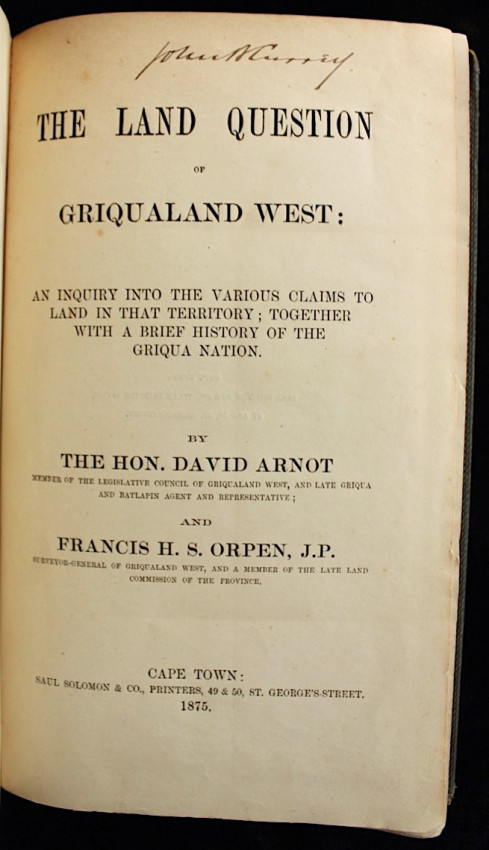 John B Currey
THE LAND QUESTION
OF
GRIQUALAND WEST:
AN INQUIRY INTO THE VARIOUS CLAIMS TO
LAND IN THAT TERRITORY; TOGETHER
WITH A BRIEF HISTORY OF THE
GRIQUA NATION.
BY
THE HON. DAVID ARNOT
MEMBER OF THE LEGISLATIVE COUNCIL OF GRIQUALAND WEST, AND LATE GRIQUA
AND BATLAPIN AGENT AND REPRESENTATIVE;
AND
FRANCIS H. S. ORPEN, J.P.
SURVEYOR-GENERAL OF GRIQUALAND WEST, AND A MEMBER OF THE LATE LAND
COMMISSION OF THE PROVINCE.
CAPE TOWN:
SAUL SOLOMON & CO., PRINTERS, 49 & 50, ST. GEORGE'S-STREET.
1875.